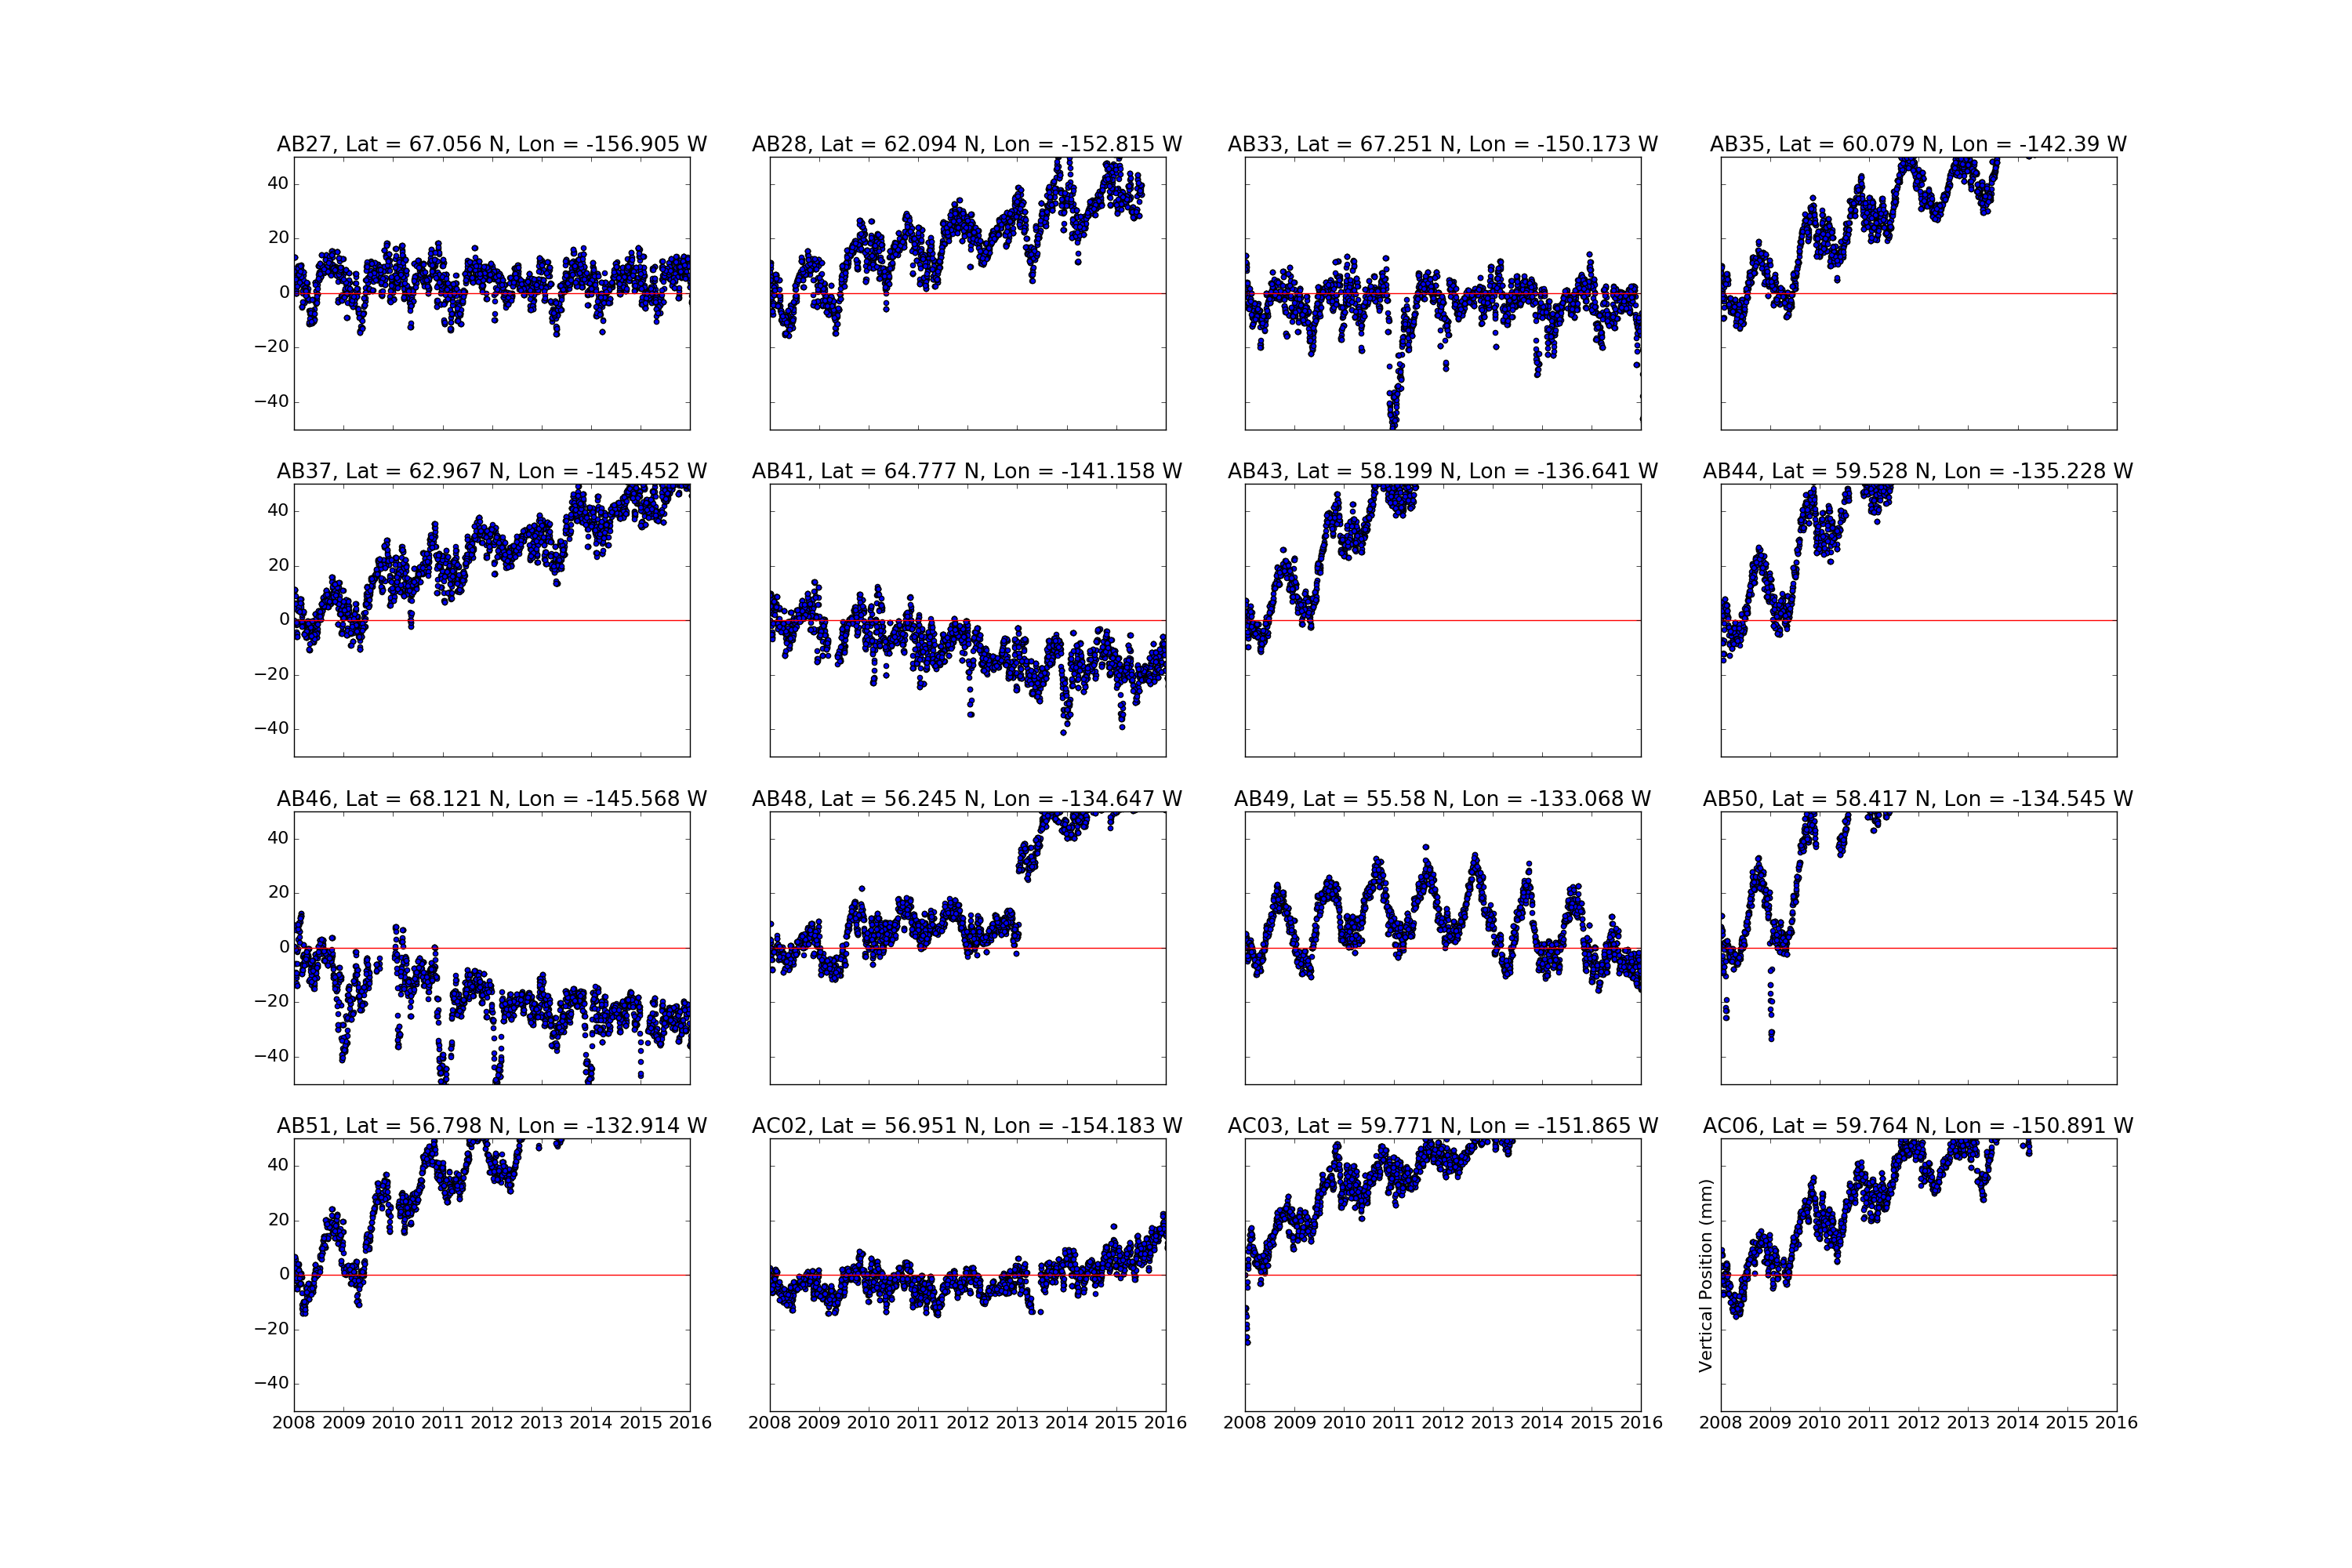 AB27, Lat = 67.056 N, Lon = -156.905 W
AB28, Lat = 62.094 N, Lon = -152.815 W
AB33, Lat = 67.251 N, Lon = -150.173 W
AB35, Lat = 60.079 N, Lon = -142.39 W
40
20
0
−20
−40
AB37, Lat = 62.967 N, Lon = -145.452 W
AB41, Lat = 64.777 N, Lon = -141.158 W
AB43, Lat = 58.199 N, Lon = -136.641 W
AB44, Lat = 59.528 N, Lon = -135.228 W
40
20
0
−20
−40
AB46, Lat = 68.121 N, Lon = -145.568 W
AB48, Lat = 56.245 N, Lon = -134.647 W
AB49, Lat = 55.58 N, Lon = -133.068 W
AB50, Lat = 58.417 N, Lon = -134.545 W
40
20
0
−20
−40
AB51, Lat = 56.798 N, Lon = -132.914 W
AC02, Lat = 56.951 N, Lon = -154.183 W
AC03, Lat = 59.771 N, Lon = -151.865 W
AC06, Lat = 59.764 N, Lon = -150.891 W
40
20
0
−20
−40
Vertical Position (mm)
2008 2009 2010 2011 2012 2013 2014 2015 2016
2008 2009 2010 2011 2012 2013 2014 2015 2016
2008 2009 2010 2011 2012 2013 2014 2015 2016
2008 2009 2010 2011 2012 2013 2014 2015 2016